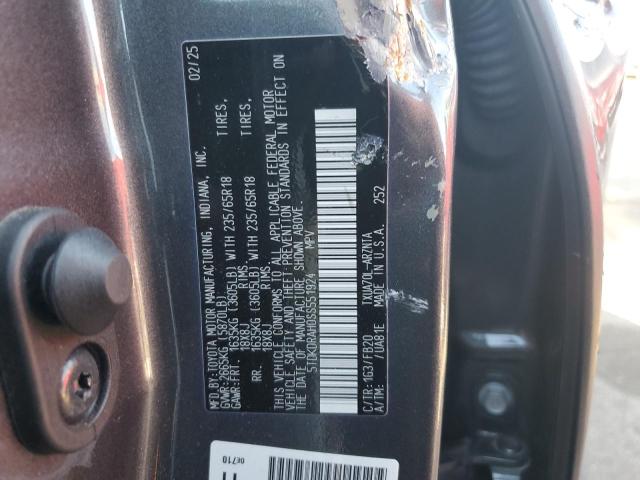 MFD.BY:TOYOTA MOTOR MANUFACTURING, INDIANA, INC. 02/25
GVWR:2665KG (5870LB)
GAWR:FRT. 1635KG (3605LB) WITH 235/65R18 TIRES,
18X8J RIMS
RR. 1635KG (3605LB) WITH 235/65R18 TIRES,
18X8J RIMS
THIS VEHICLE CONFORMS TO ALL APPLICABLE FEDERAL MOTOR
VEHICLE SAFETY AND THEFT PREVENTION STANDARDS IN EFFECT ON
THE DATE OF MANUFACTURE SHOWN ABOVE.
5TDKDRAH0SS551924 MPV
C/TR:1G3/FB20 TXUA70L-ARZNTA
/UA81E MADE IN U.S.A. 252
0E710